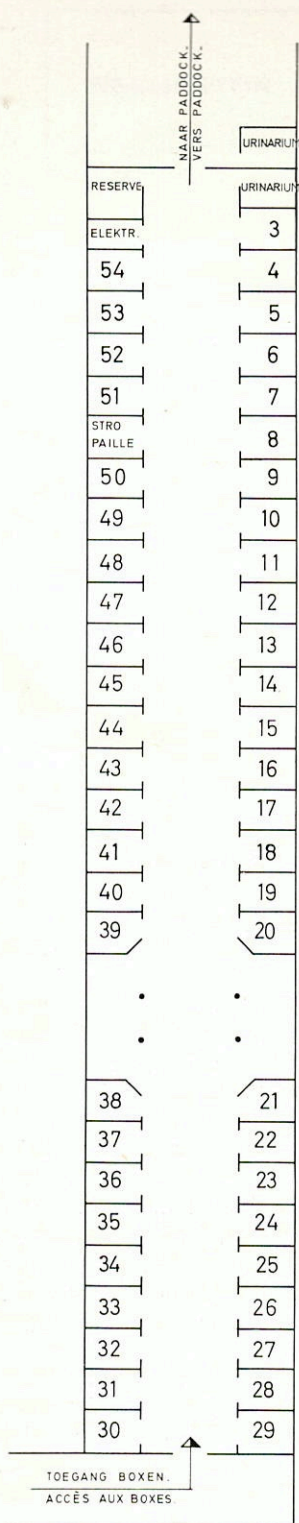 NAAR PADDOCK.
VERS PADDOCK.
URINARIUM
RESERVE URINARIUM
ELEKTR. 3
54 4
53 5
52 6
51 7
STRO
PAILLE 8
50 9
49 10
48 11
47 12
46 13
45 14
44 15
43 16
42 17
41 18
40 19
39 20
38 21
37 22
36 23
35 24
34 25
33 26
32 27
31 28
30 29
TOEGANG BOXEN.
ACCÈS AUX BOXES